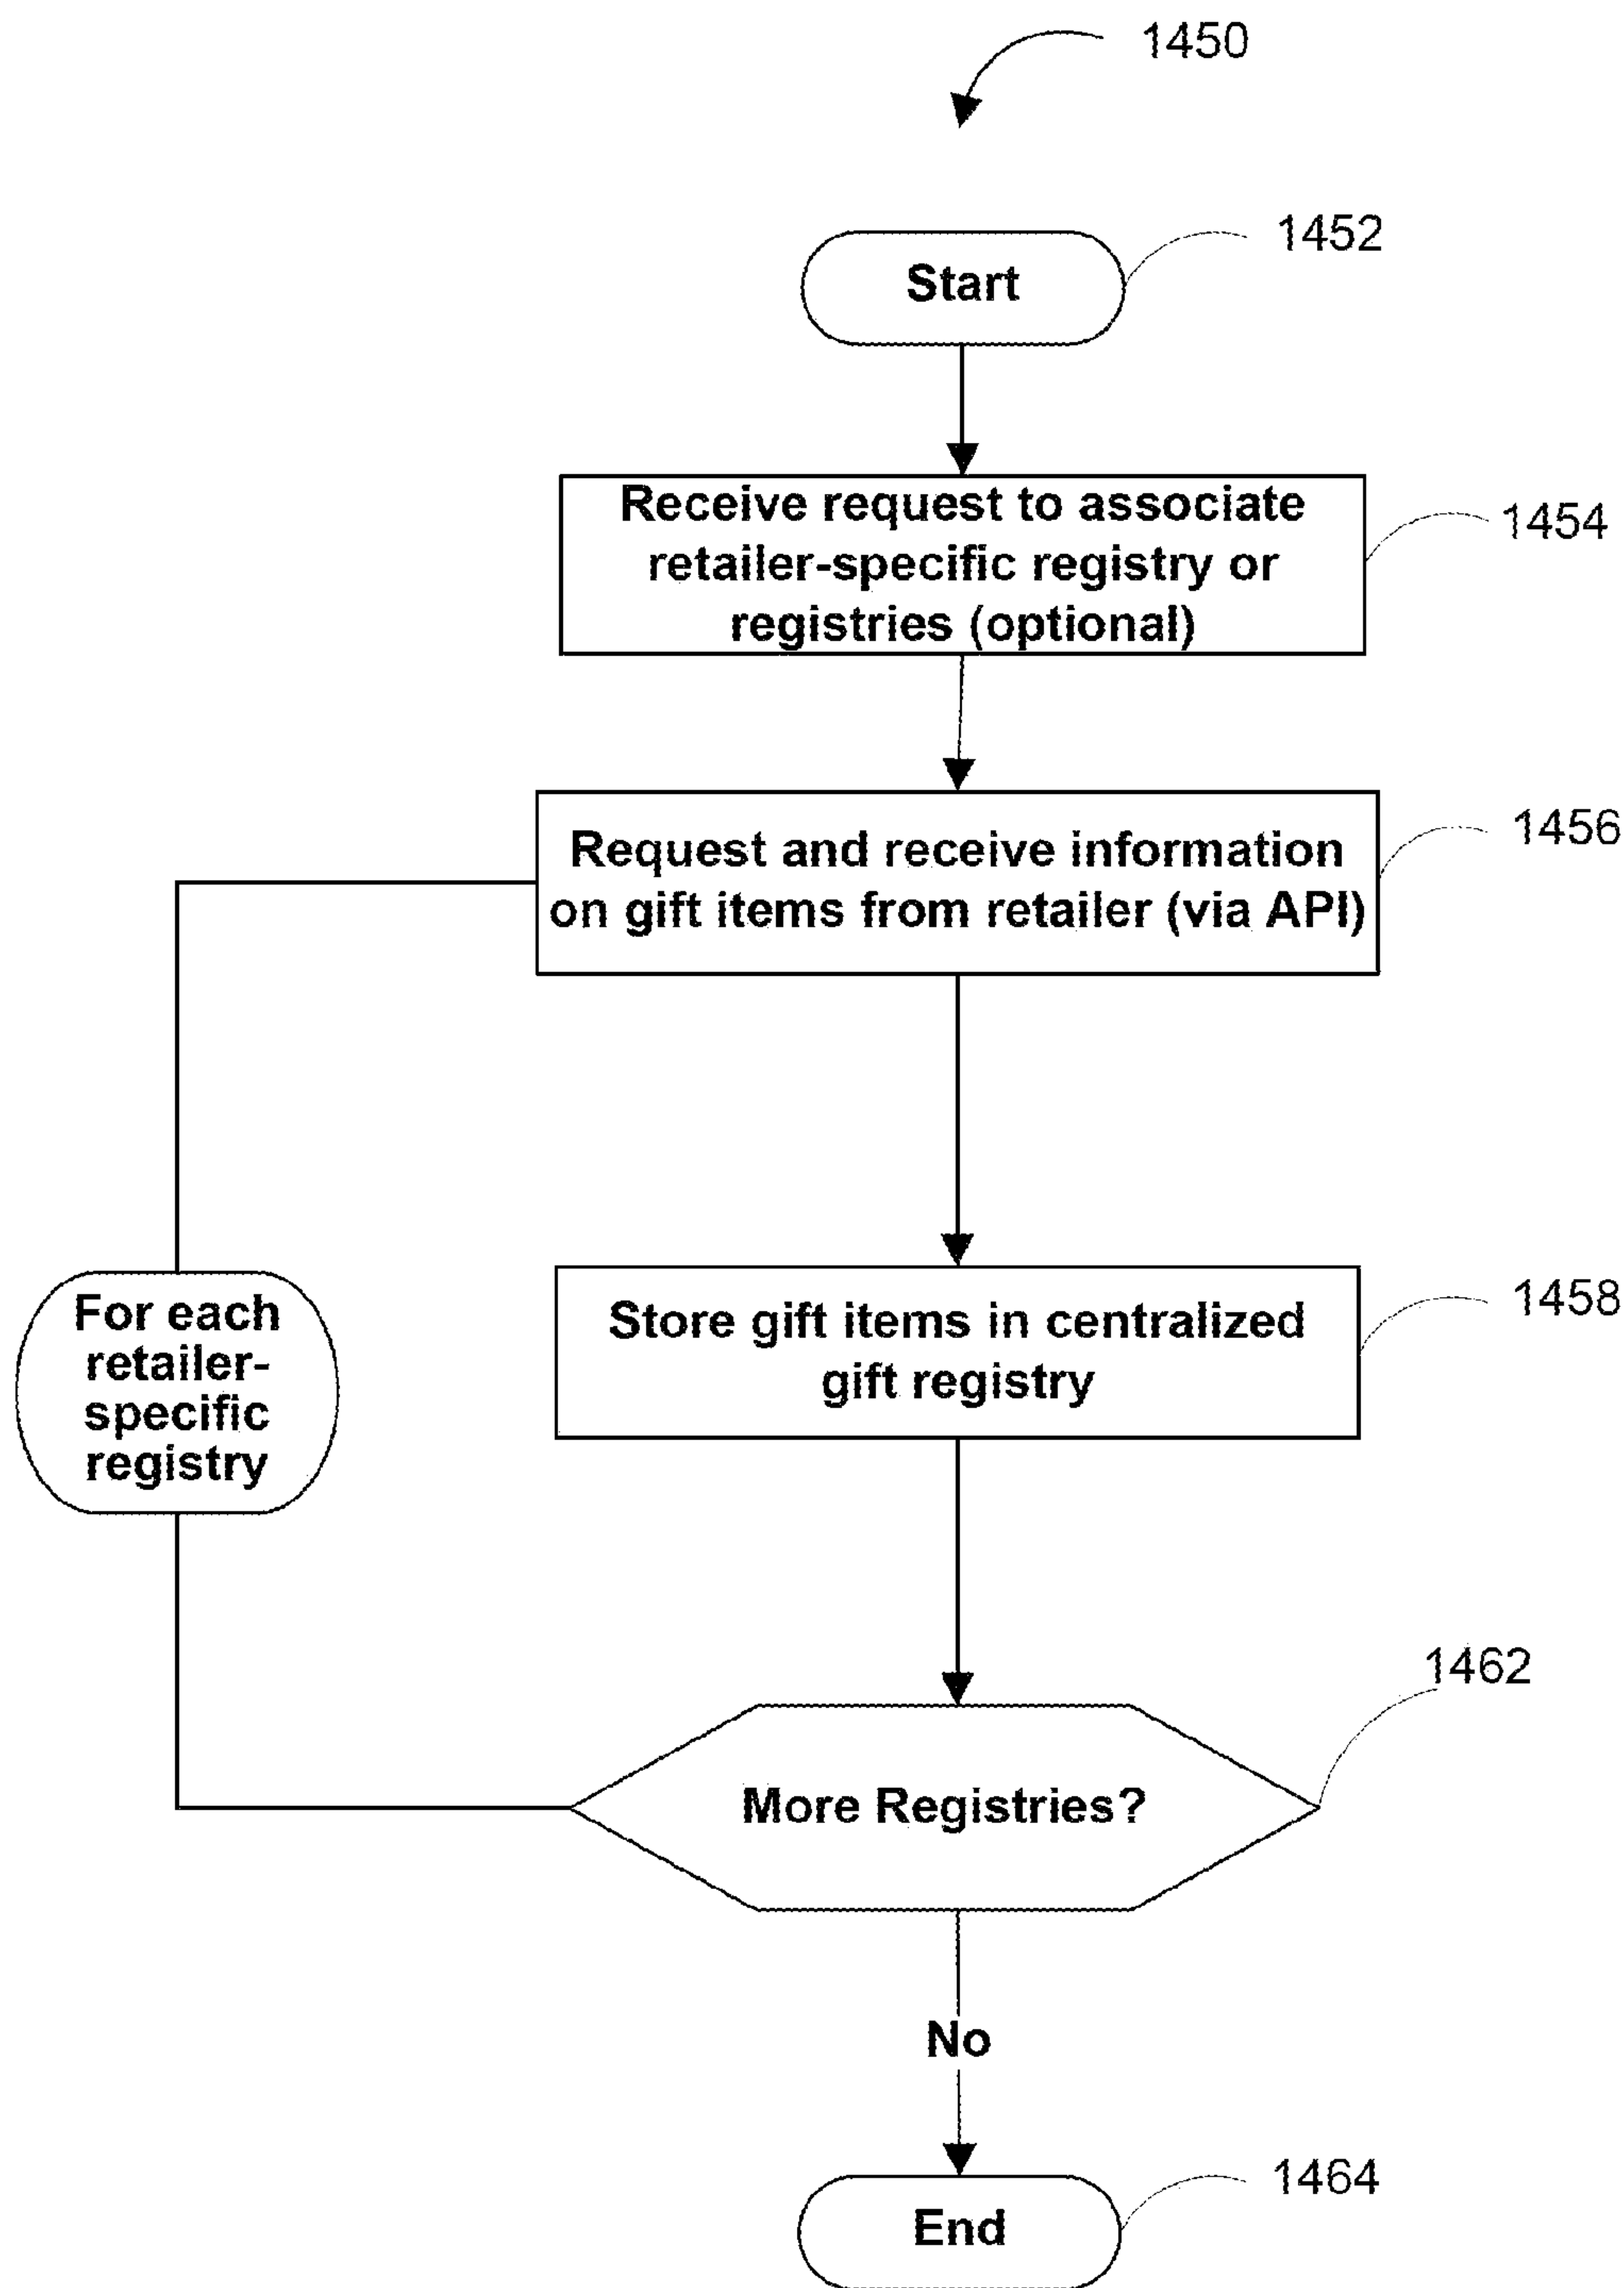 1450
1452
Start
Receive request to associate
retailer-specific registry or
registries (optional)
1454
Request and receive information
on gift items from retailer (via API)
1456
For each
retailer-
specific
registry
Store gift items in centralized
gift registry
1458
1462
More Registries?
No
1464
End